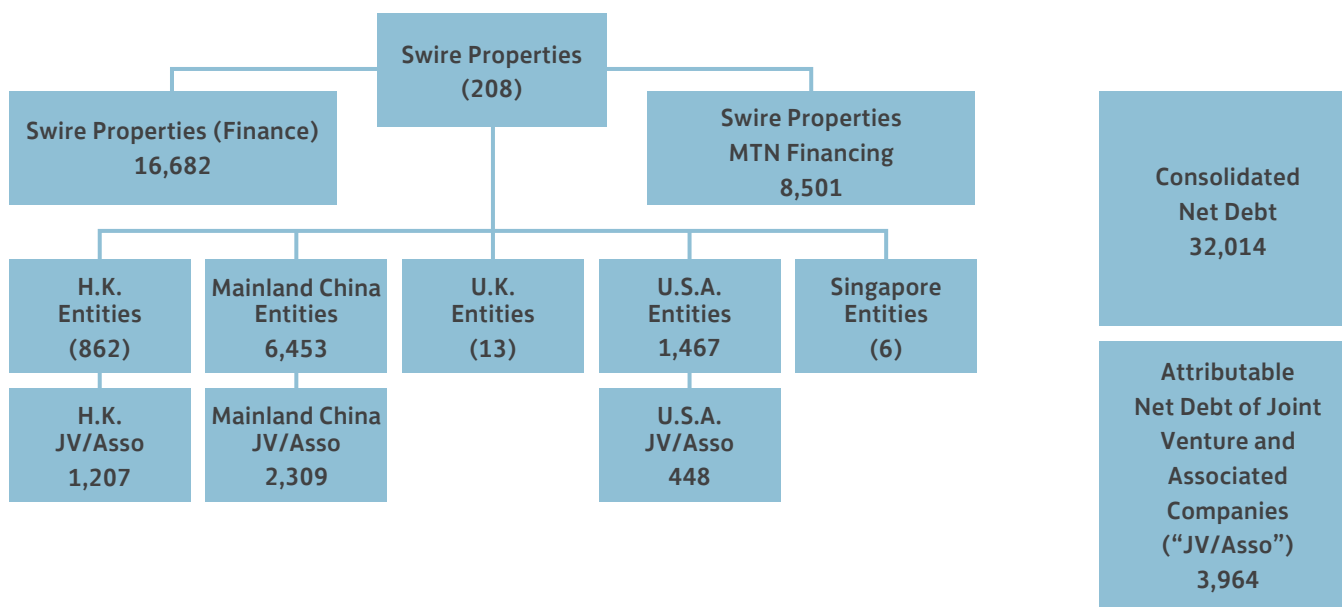 Swire Properties
(208)
Swire Properties (Finance)
16,682
Swire Properties
MTN Financing
8,501
H.K.
Entities
(862)
Mainland China
Entities
6,453
U.K.
Entities
(13)
U.S.A.
Entities
1,467
Singapore
Entities
(6)
H.K.
JV/Asso
1,207
Mainland China
JV/Asso
2,309
U.S.A.
JV/Asso
448
Consolidated
Net Debt
32,014
Attributable
Net Debt of Joint
Venture and
Associated
Companies
(“JV/Asso”)
3,964